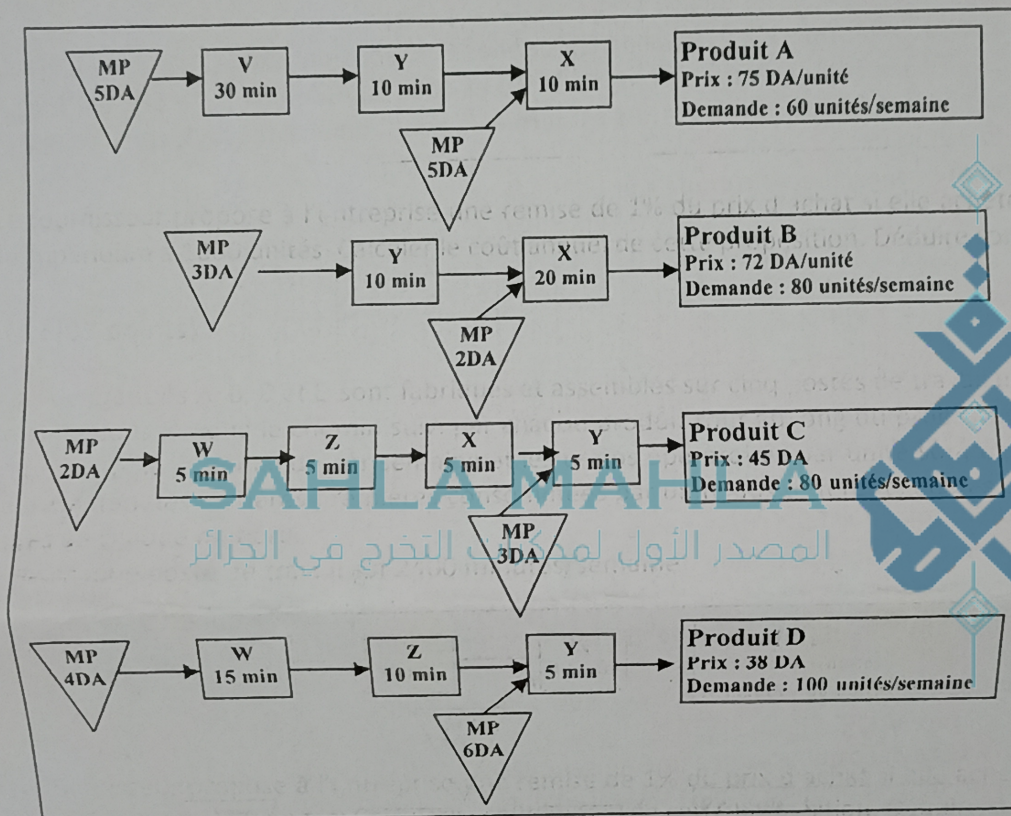 MP
5DA
V
30 min
Y
10 min
X
10 min
Produit A
Prix : 75 DA/unité
Demande : 60 unités/semaine
MP
5DA
MP
3DA
Y
10 min
X
20 min
Produit B
Prix : 72 DA/unité
Demande : 80 unités/semaine
MP
2DA
MP
2DA
W
5 min
Z
5 min
X
5 min
Y
5 min
Produit C
Prix : 45 DA
Demande : 80 unités/semaine
SAHLA MAHLA
المصدر الأول لمذكرات التخرج في الجزائر
MP
3DA
MP
4DA
W
15 min
Z
10 min
Y
5 min
Produit D
Prix : 38 DA
Demande : 100 unités/semaine
MP
6DA